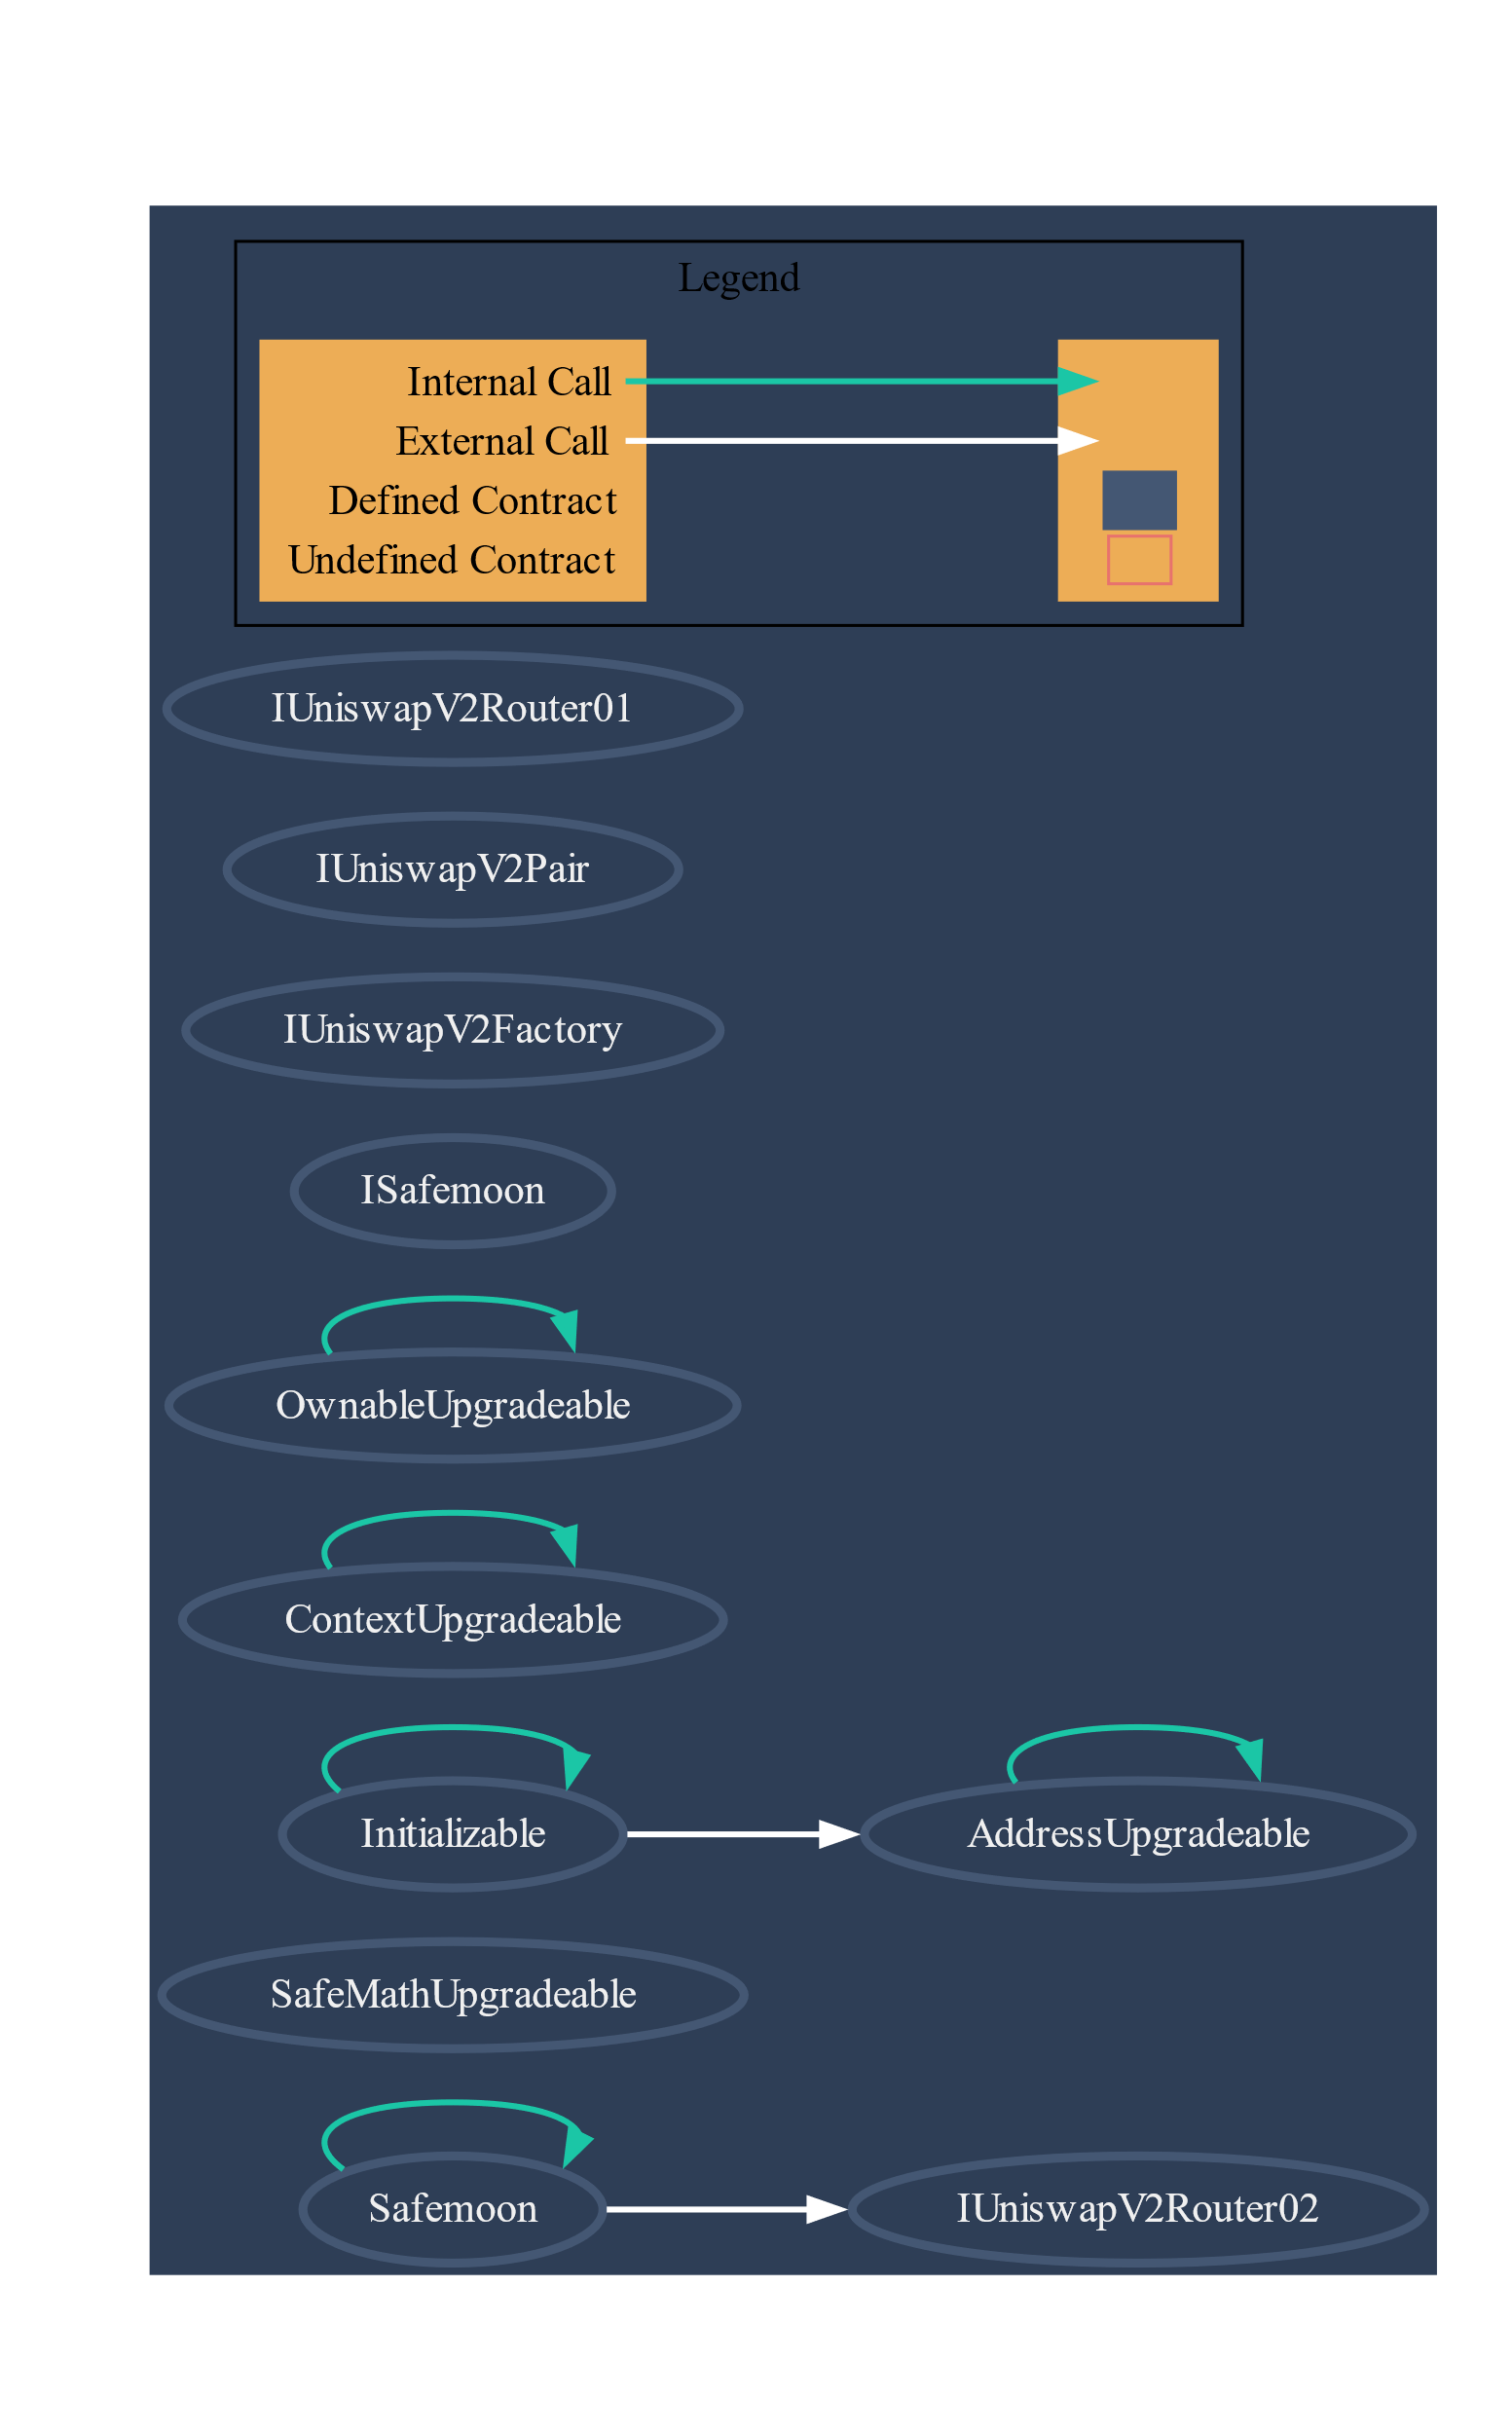 Legend
Internal Call
External Call
Defined Contract
Undefined Contract
IUniswapV2Router01
IUniswapV2Pair
IUniswapV2Factory
ISafemoon
OwnableUpgradeable
ContextUpgradeable
Initializable
AddressUpgradeable
SafeMathUpgradeable
Safemoon
IUniswapV2Router02